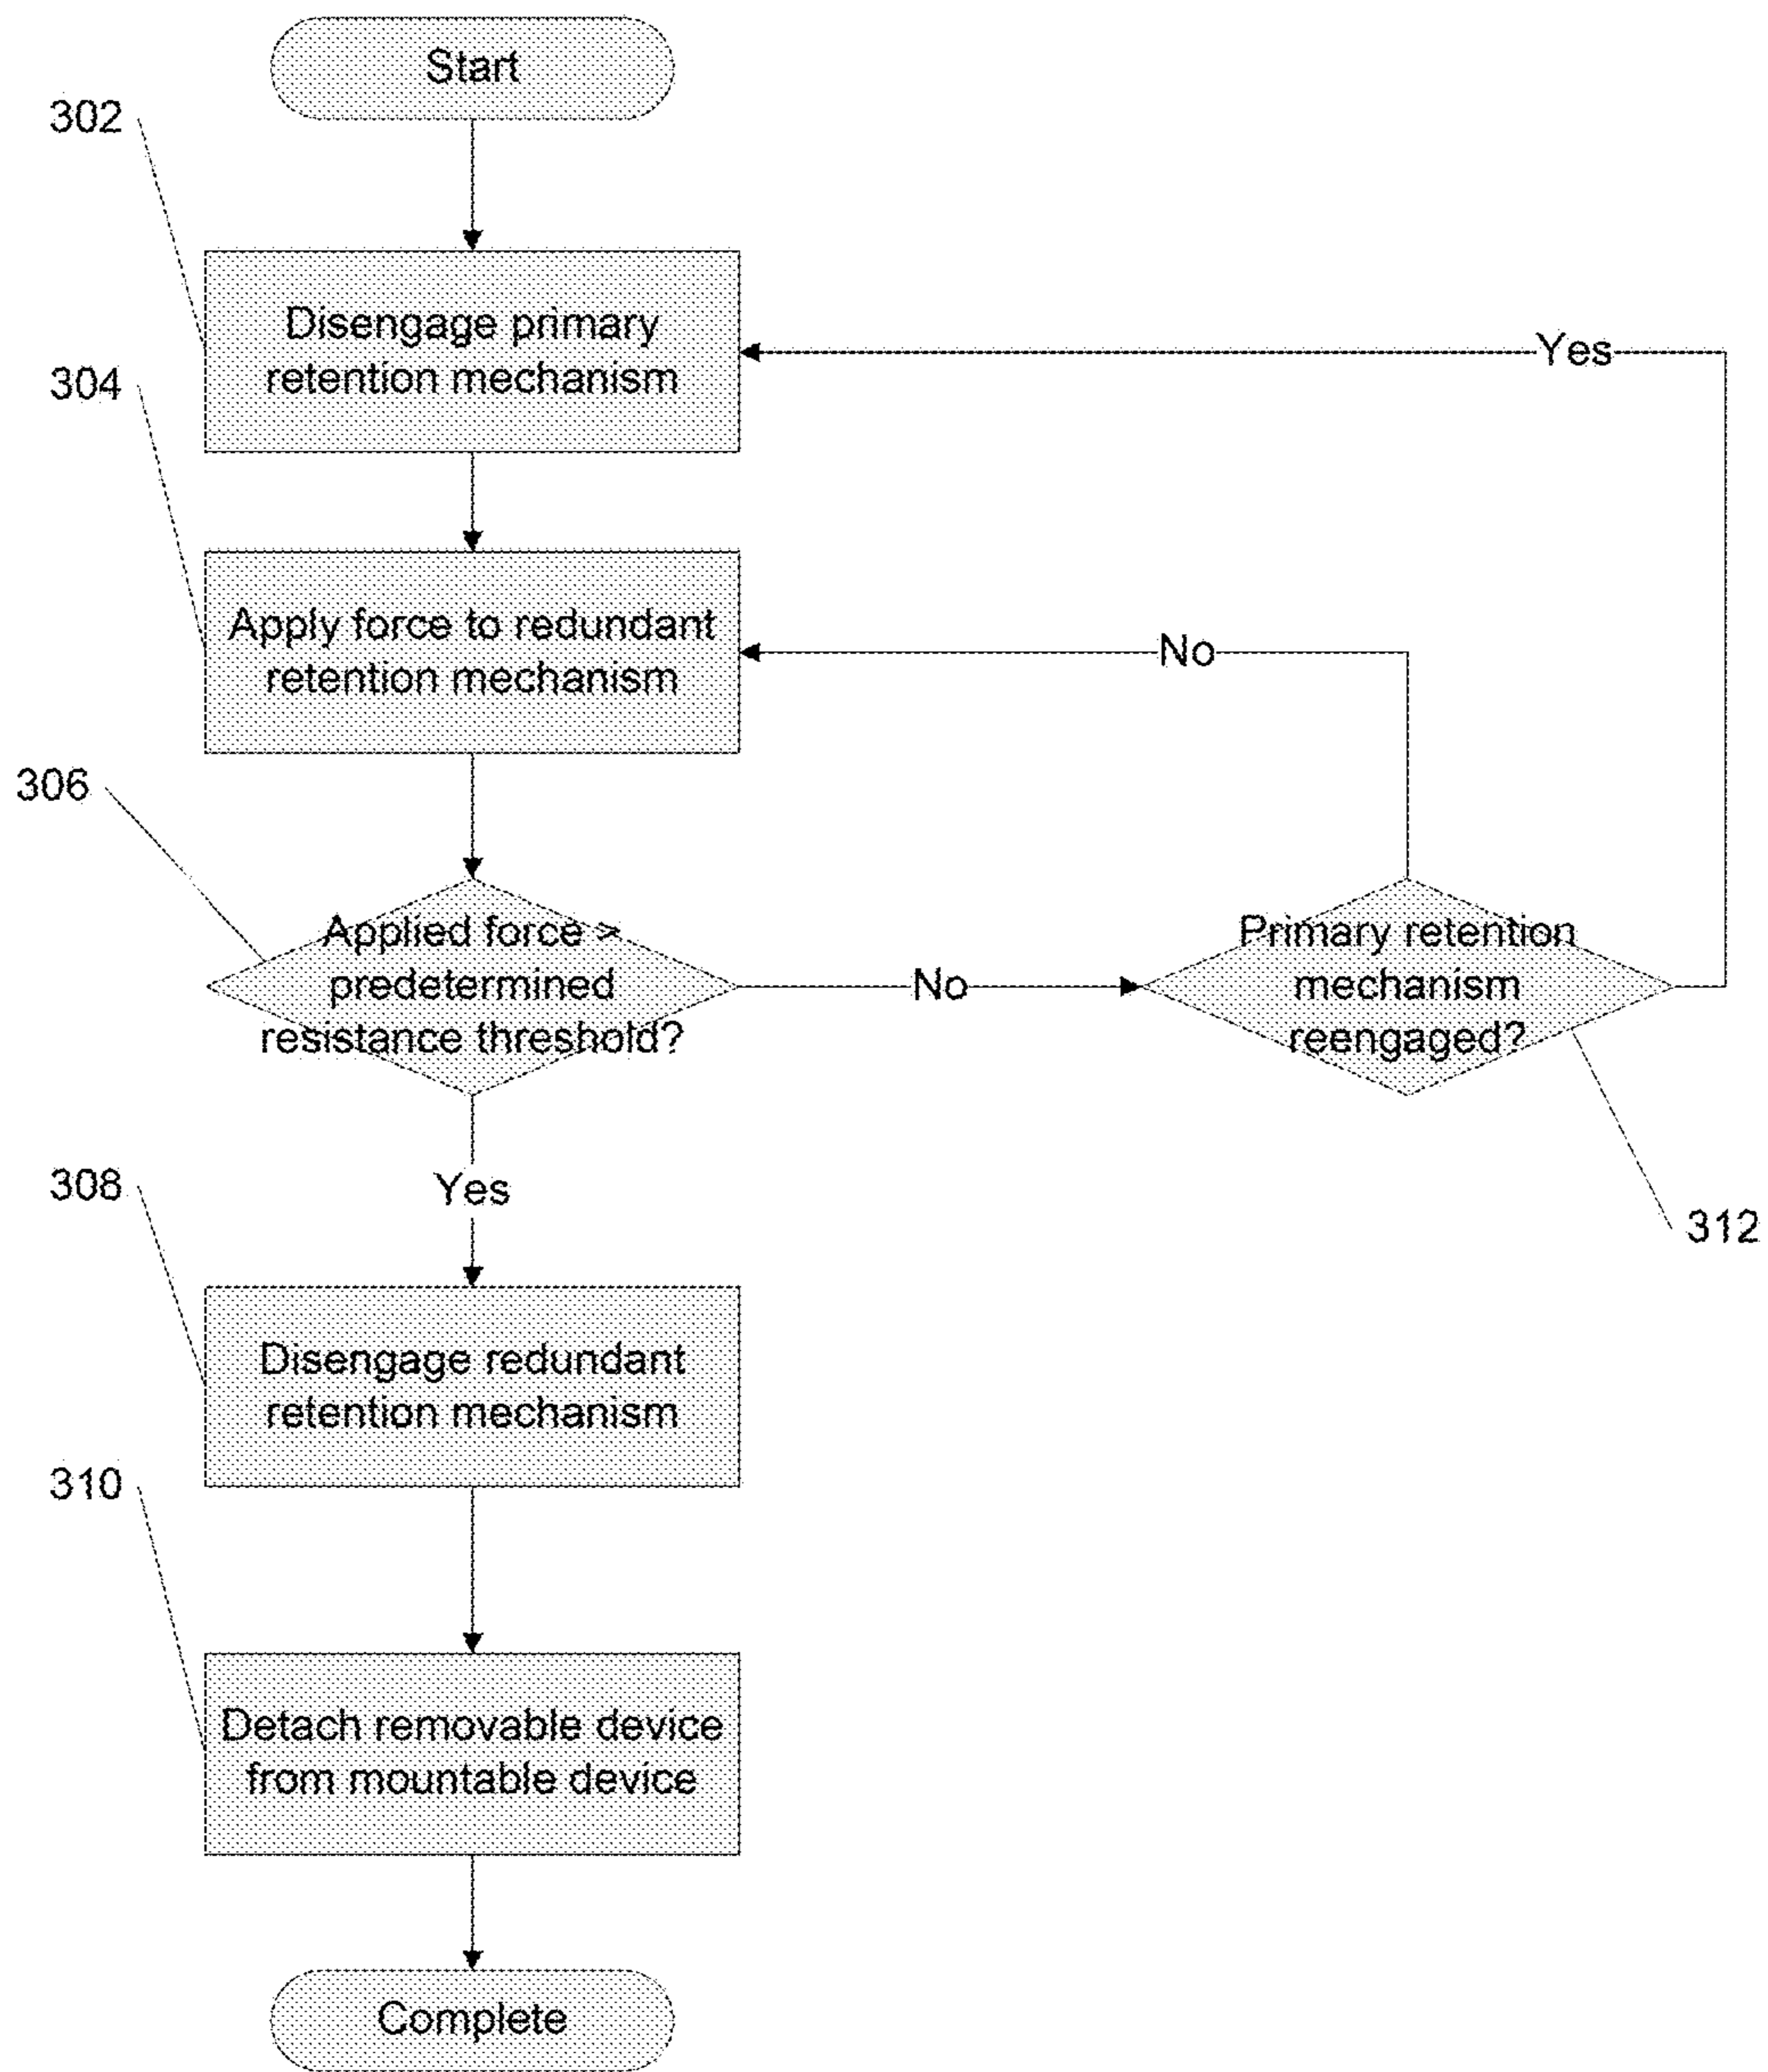 Start
302
Disengage primary
retention mechanism
Yes
304
Apply force to redundant
retention mechanism
No
306
Applied force >
predetermined
resistance threshold?
No
Primary retention
mechanism
reengaged?
312
Yes
308
Disengage redundant
retention mechanism
310
Detach removable device
from mountable device
Complete